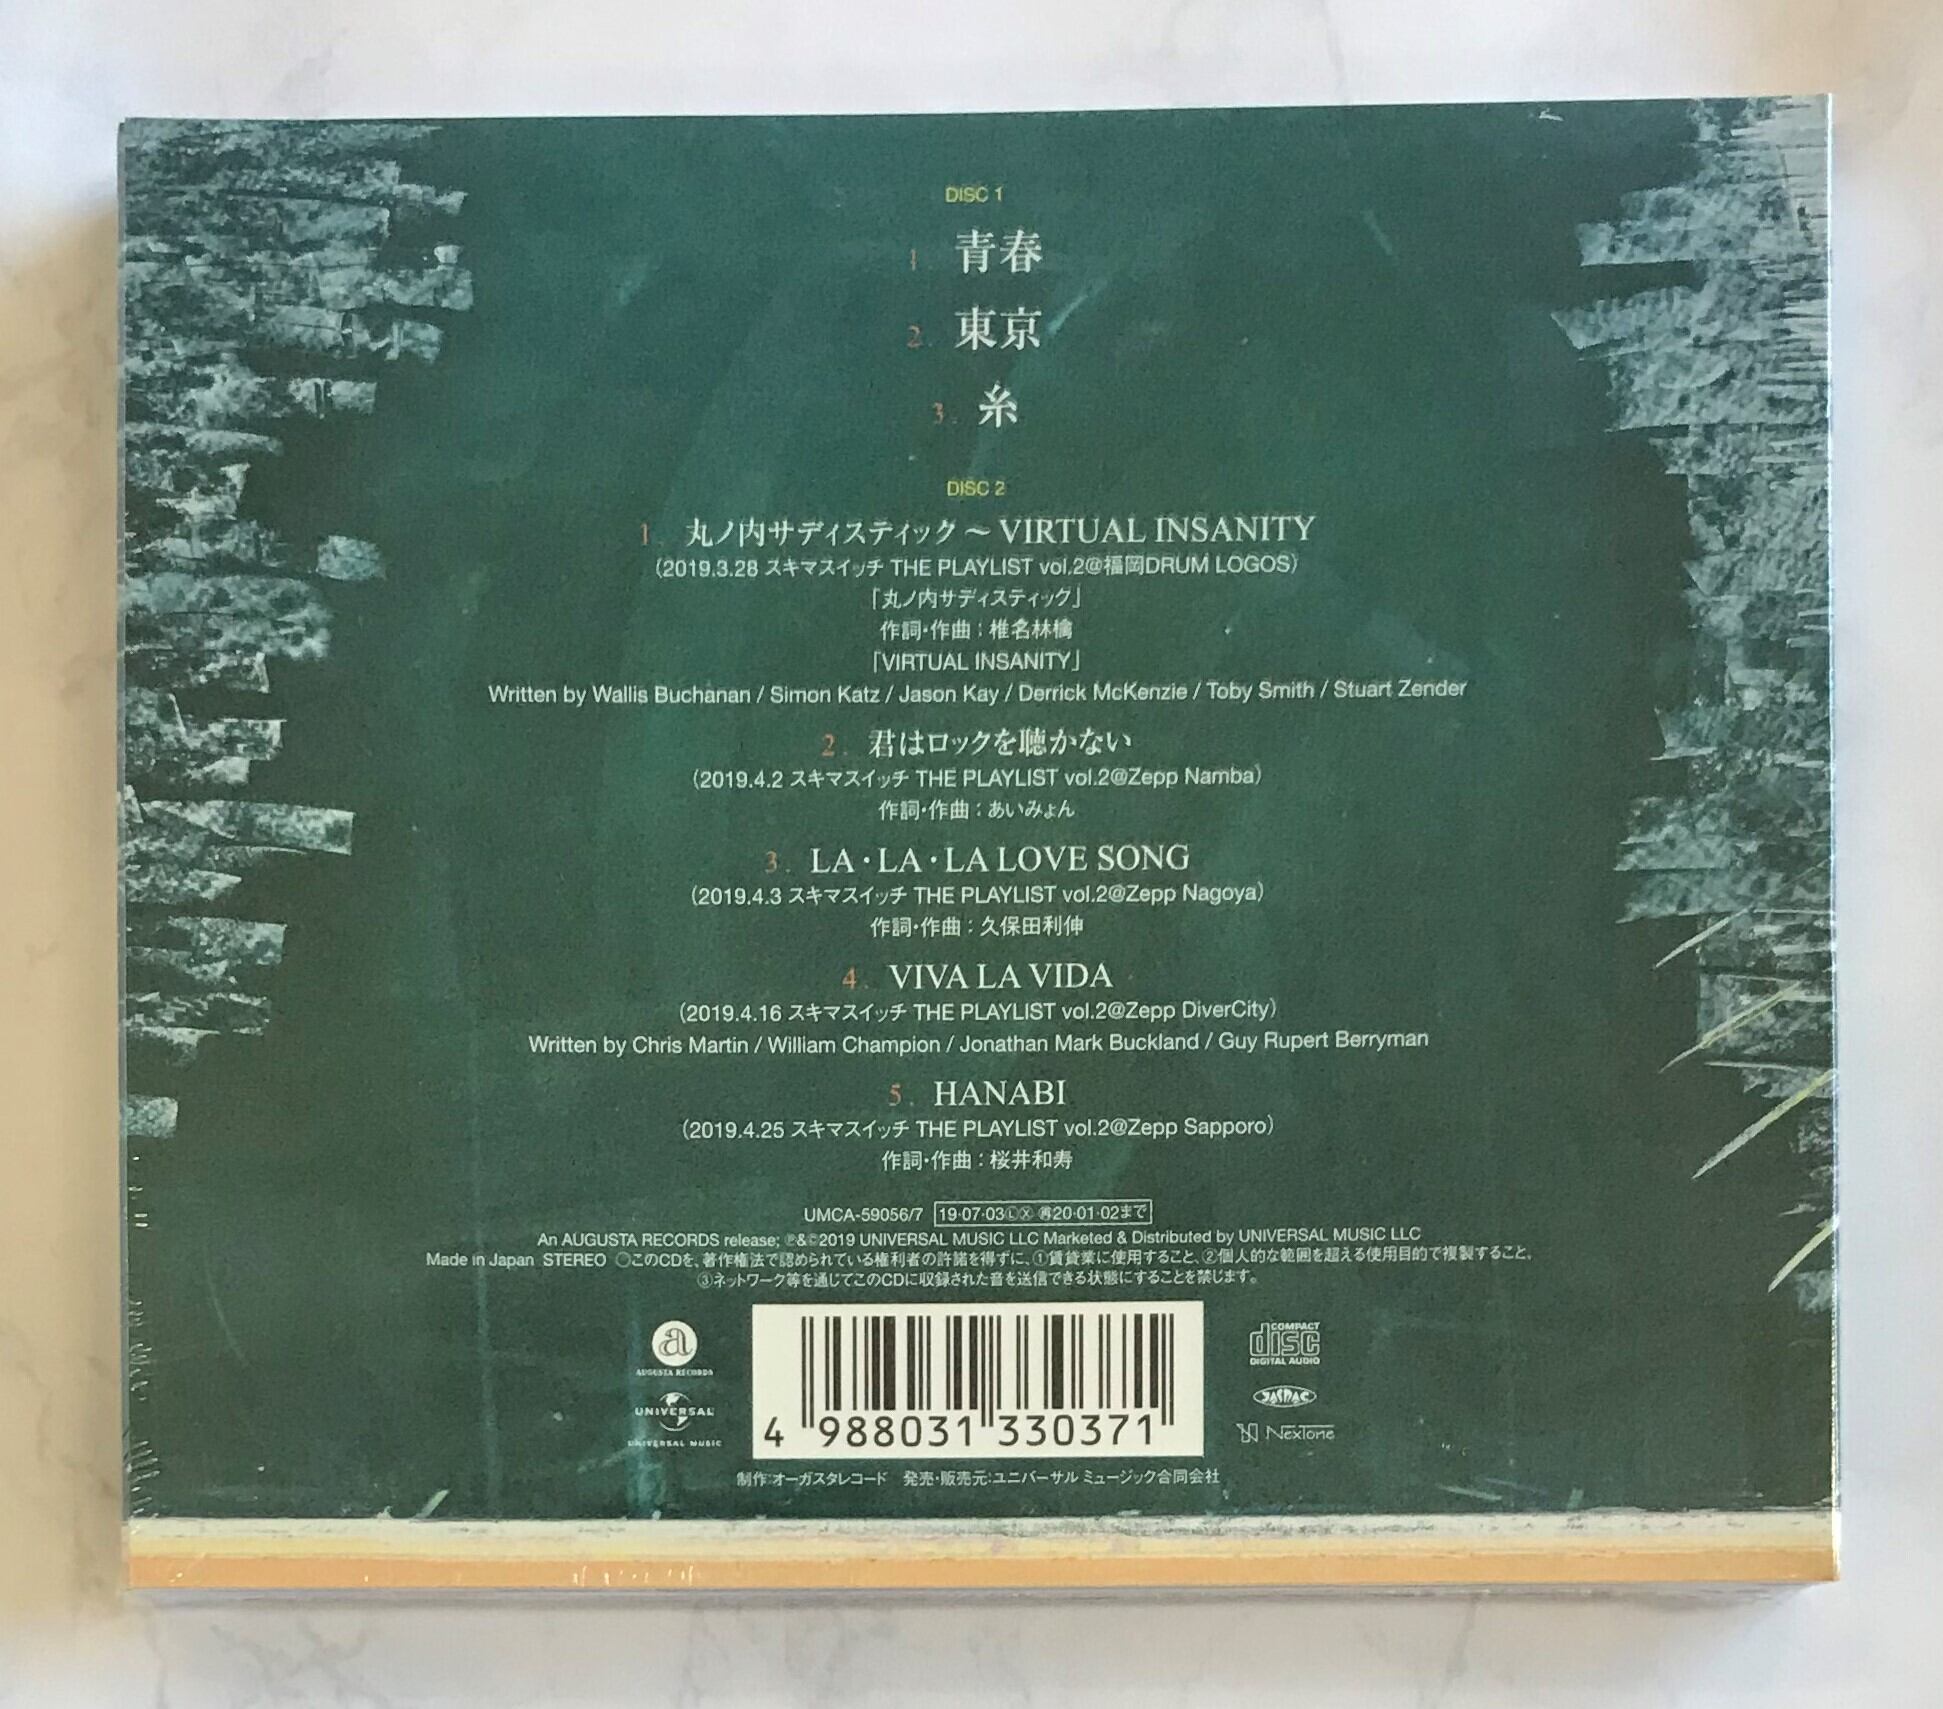 DISC 1
1. 青春
2. 東京
3. 糸
DISC 2
1. 丸ノ内サディスティック ～ VIRTUAL INSANITY
(2019.3.28 スキマスイッチ THE PLAYLIST vol.2@福岡DRUM LOGOS)
「丸ノ内サディスティック」
作詞・作曲：椎名林檎
「VIRTUAL INSANITY」
Written by Wallis Buchanan / Simon Katz / Jason Kay / Derrick McKenzie / Toby Smith / Stuart Zender
2. 君はロックを聴かない
(2019.4.2 スキマスイッチ THE PLAYLIST vol.2@Zepp Namba)
作詞・作曲：あいみょん
3. LA・LA・LA LOVE SONG
(2019.4.3 スキマスイッチ THE PLAYLIST vol.2@Zepp Nagoya)
作詞・作曲：久保田利伸
4. VIVA LA VIDA
(2019.4.16 スキマスイッチ THE PLAYLIST vol.2@Zepp DiverCity)
Written by Chris Martin / William Champion / Jonathan Mark Buckland / Guy Rupert Berryman
5. HANABI
(2019.4.25 スキマスイッチ THE PLAYLIST vol.2@Zepp Sapporo)
作詞・作曲：桜井和寿
UMCA-59056/7 19・07・03ⓁⓍ ㊢20・01・02まで
An AUGUSTA RECORDS release; ℗&©2019 UNIVERSAL MUSIC LLC Marketed & Distributed by UNIVERSAL MUSIC LLC
Made in Japan STEREO ○このCDを、著作権法で認められている権利者の許諾を得ずに、①賃貸業に使用すること、②個人的な範囲を超える使用目的で複製すること、
③ネットワーク等を通じてこのCDに収録された音を送信できる状態にすることを禁じます。
a
AUGUSTA RECORDS
UNIVERSAL
UNIVERSAL MUSIC
4 988031 330371
COMPACT
disc
DIGITAL AUDIO
JASRAC
NexTone
制作：オーガスタレコード 発売・販売元：ユニバーサル ミュージック合同会社